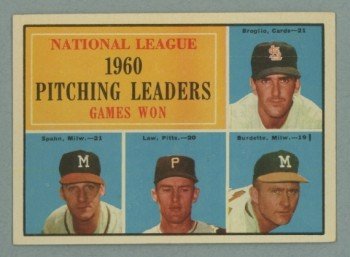 NATIONAL LEAGUE
1960
PITCHING LEADERS
GAMES WON
Broglio, Cards—21
Spahn, Milw.—21
Law, Pitts.—20
Burdette, Milw.—19
M
P
M